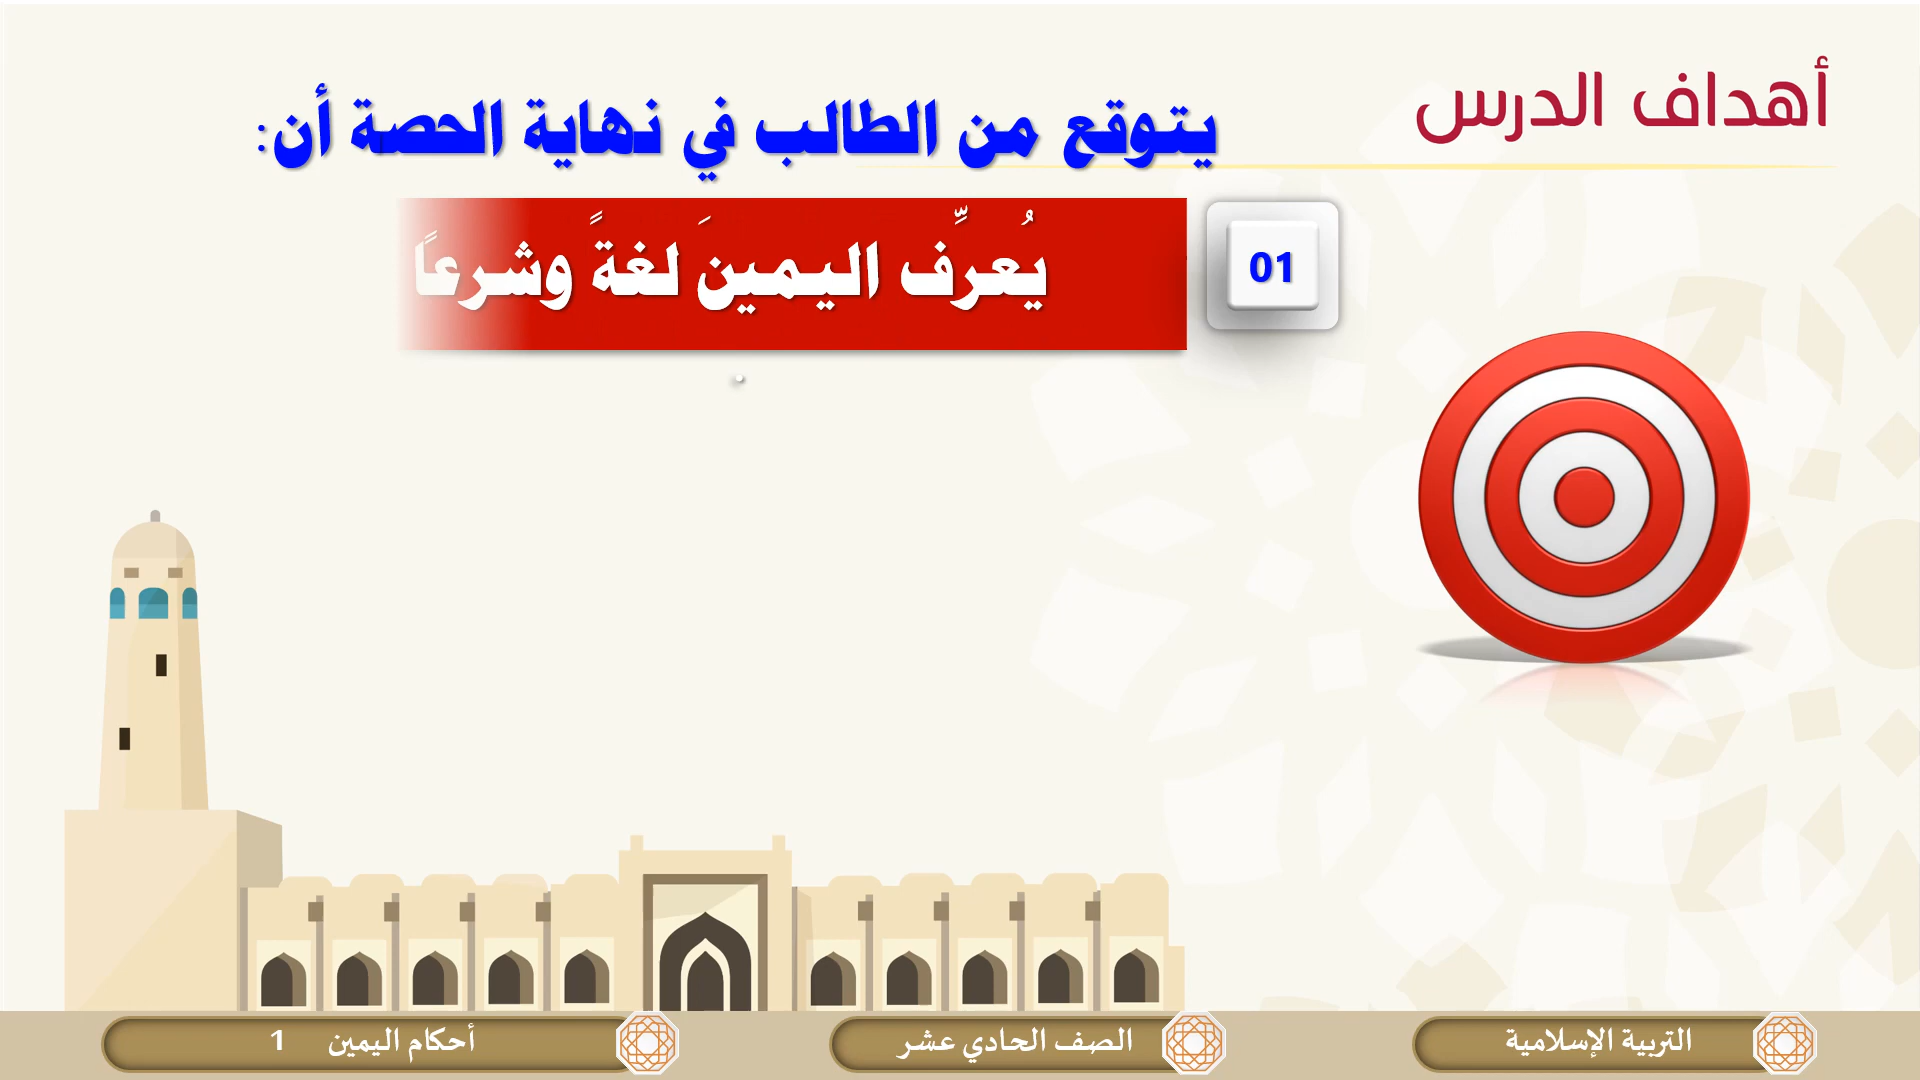 أهداف الدرس
يتوقع من الطالب في نهاية الحصة أن:
01
يُعرِّف اليمينَ لغةً وشرعاً
.
التربية الإسلامية
الصف الحادي عشر
أحكام اليمين 1